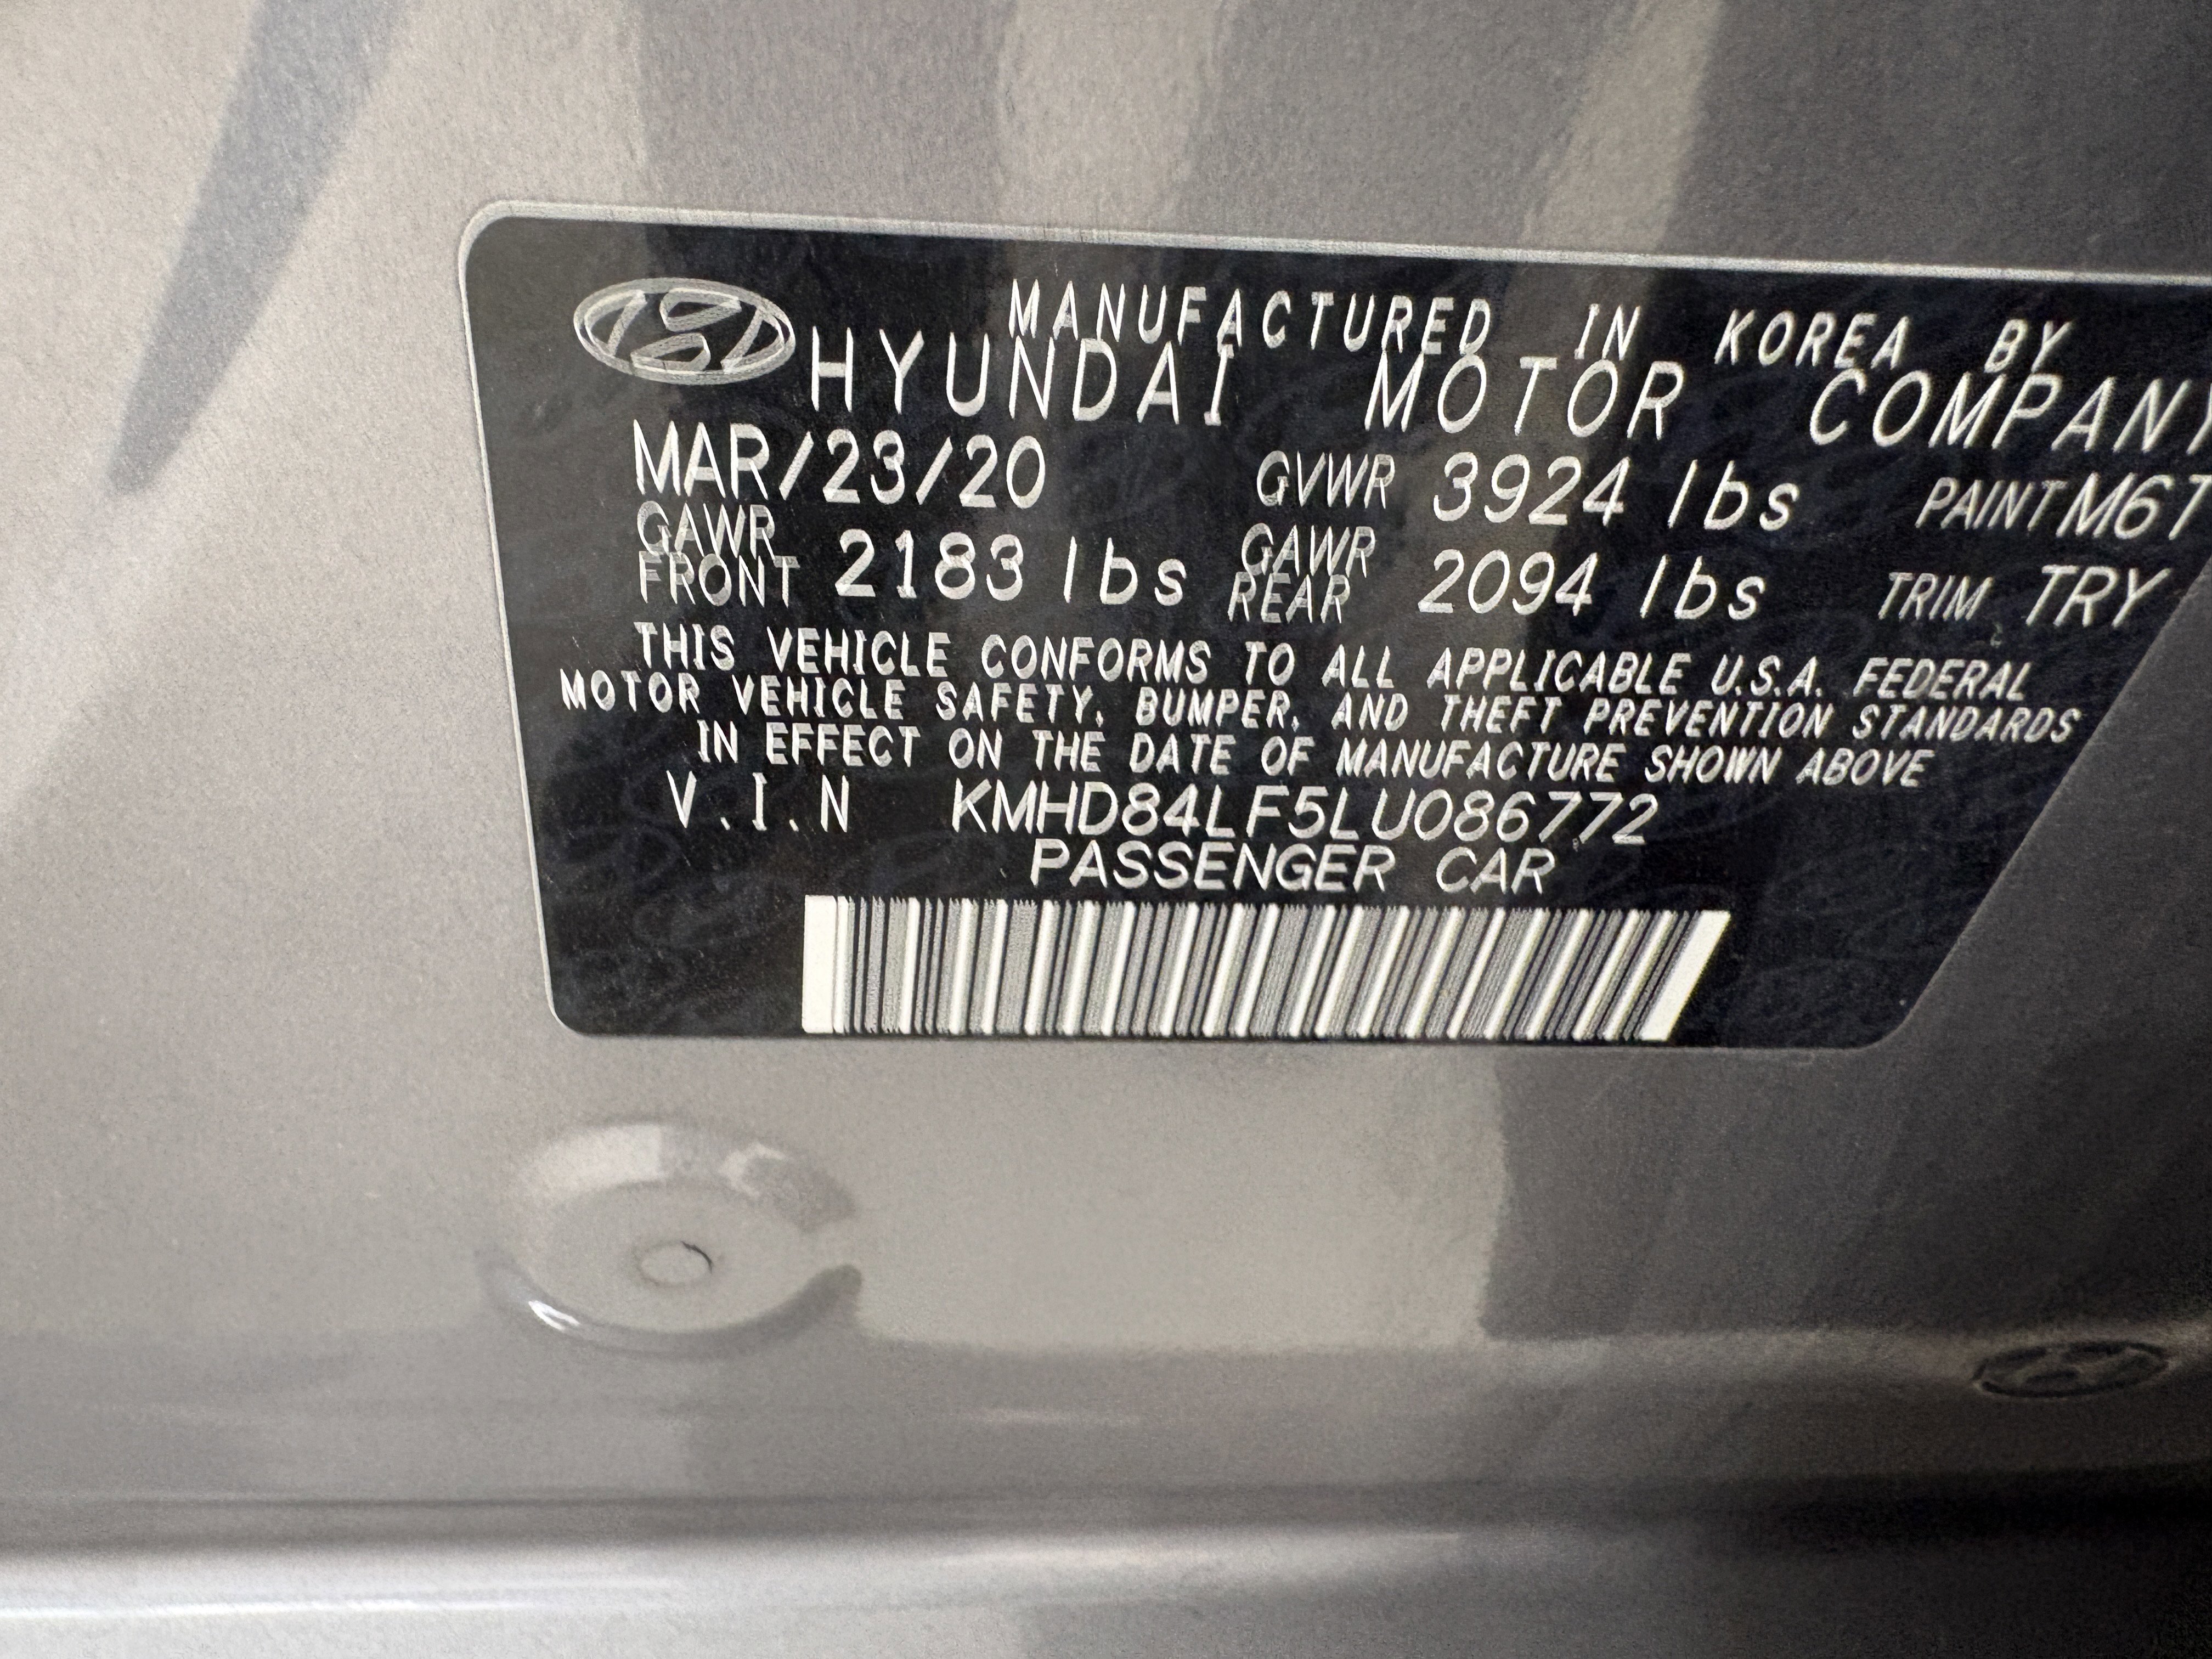 MANUFACTURED IN KOREA BY
HYUNDAI MOTOR COMPANY
MAR/23/20 GVWR 3924 lbs PAINT M6T
GAWR FRONT 2183 lbs GAWR REAR 2094 lbs TRIM TRY
THIS VEHICLE CONFORMS TO ALL APPLICABLE U.S.A. FEDERAL
MOTOR VEHICLE SAFETY, BUMPER, AND THEFT PREVENTION STANDARDS
IN EFFECT ON THE DATE OF MANUFACTURE SHOWN ABOVE
V.I.N KMHD84LF5LU086772
PASSENGER CAR